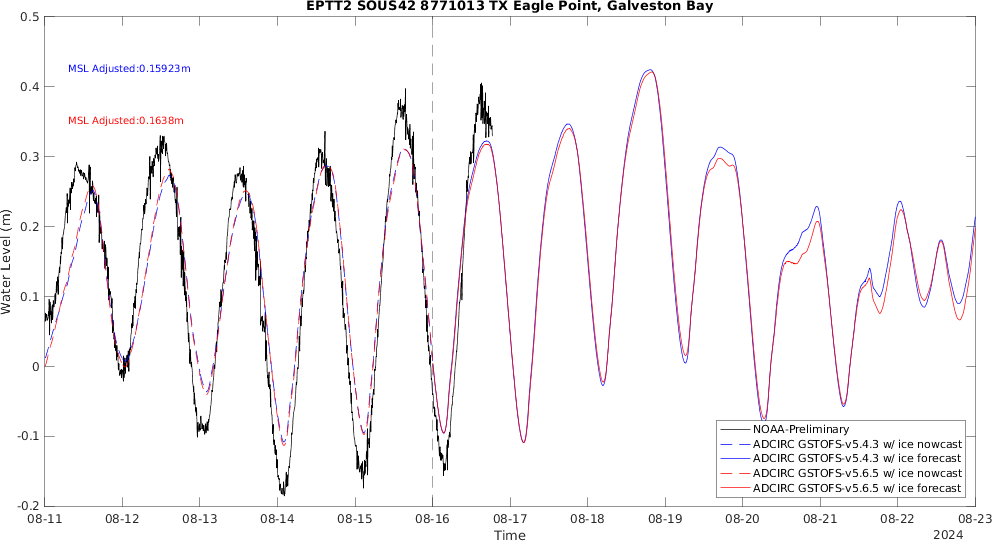 EPTT2 SOUS42 8771013 TX Eagle Point, Galveston Bay
0.5
MSL Adjusted:0.15923m
0.4
MSL Adjusted:0.1638m
0.3
0.2
Water Level (m)
0.1
0
-0.1
-0.2
NOAA-Preliminary
ADCIRC GSTOFS-v5.4.3 w/ ice nowcast
ADCIRC GSTOFS-v5.4.3 w/ ice forecast
ADCIRC GSTOFS-v5.6.5 w/ ice nowcast
ADCIRC GSTOFS-v5.6.5 w/ ice forecast
08-11 08-12 08-13 08-14 08-15 08-16 08-17 08-18 08-19 08-20 08-21 08-22 08-23
Time
2024